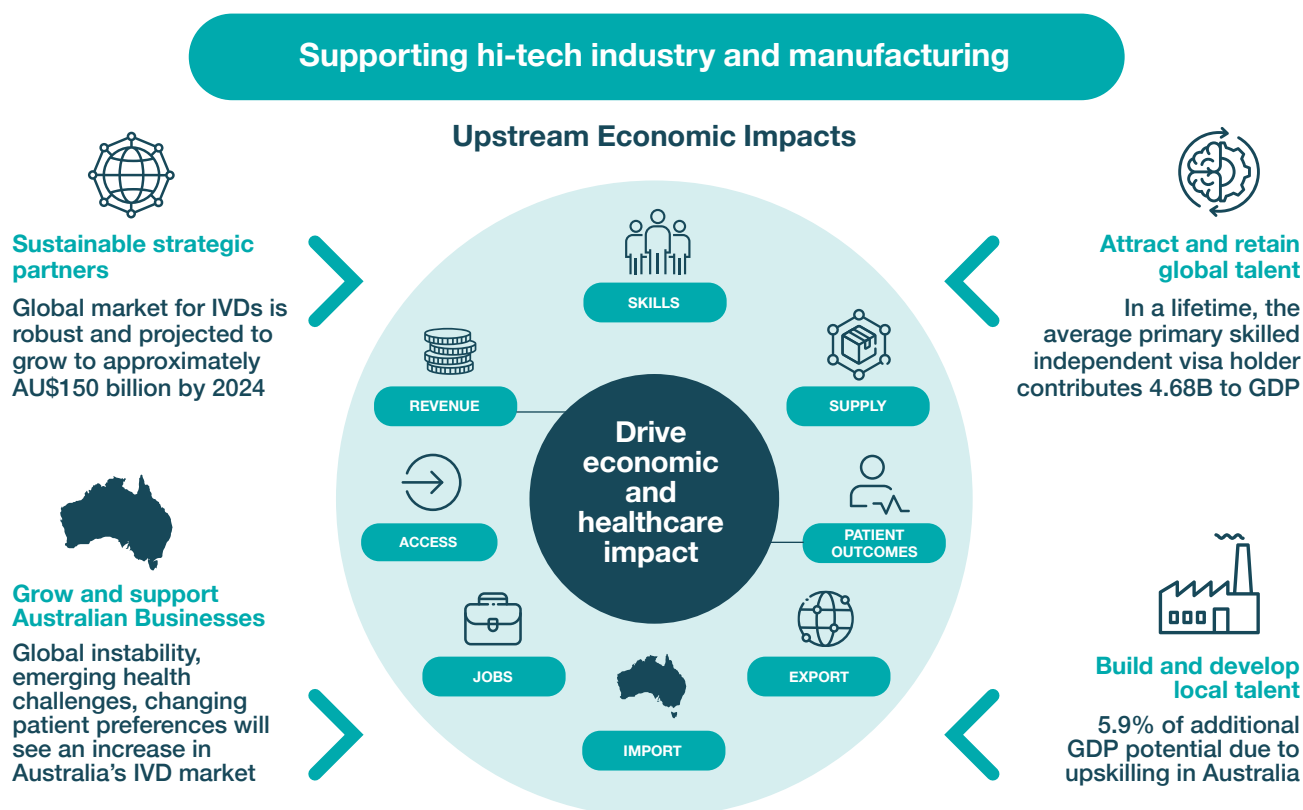 Supporting hi-tech industry and manufacturing
Upstream Economic Impacts
Sustainable strategic
partners
Global market for IVDs is
robust and projected to
grow to approximately
AU$150 billion by 2024
Grow and support
Australian Businesses
Global instability,
emerging health
challenges, changing
patient preferences will
see an increase in
Australia’s IVD market
SKILLS
REVENUE
SUPPLY
Drive
economic
and
healthcare
impact
ACCESS
PATIENT
OUTCOMES
JOBS
EXPORT
IMPORT
Attract and retain
global talent
In a lifetime, the
average primary skilled
independent visa holder
contributes 4.68B to GDP
Build and develop
local talent
5.9% of additional
GDP potential due to
upskilling in Australia